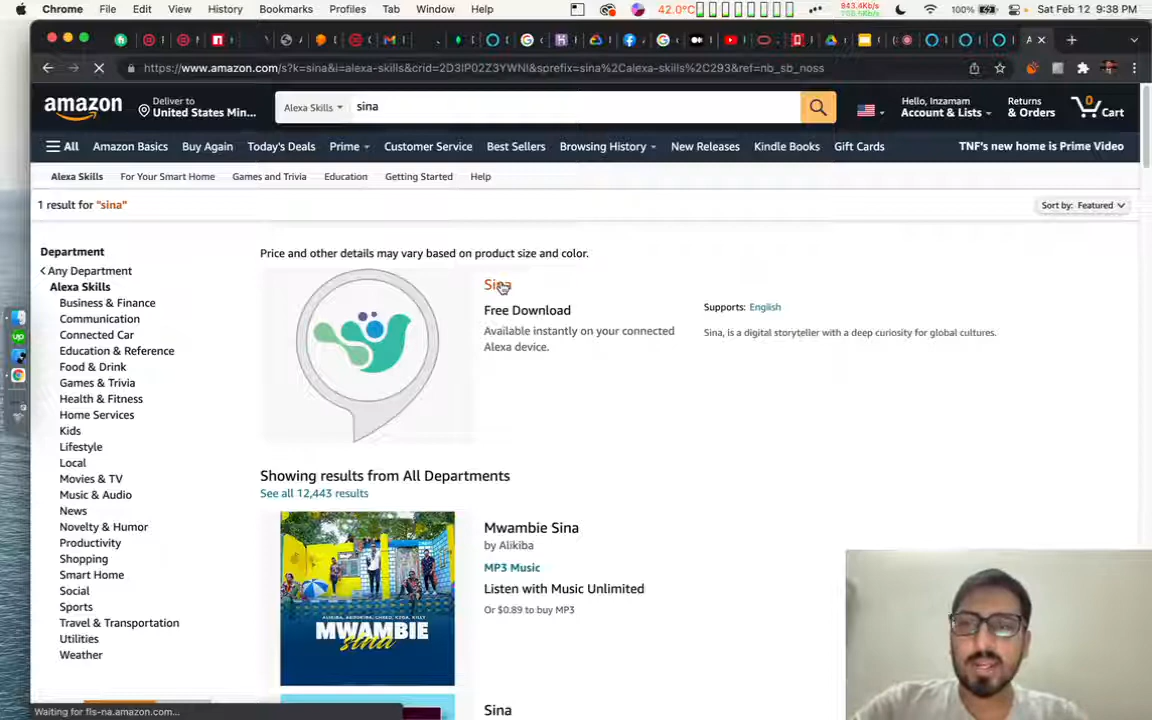 Chrome File Edit View History Bookmarks Profiles Tab Window Help 42.0°C 843.4Kb/s 100% Sat Feb 12 9:38 PM
https://www.amazon.com/s?k=sina&i=alexa-skills&crid=2D3IP02Z3YWNI&sprefix=sina%2Calexa-skills%2C293&ref=nb_sb_noss
amazon Deliver to United States Min... Alexa Skills sina Hello, Inzamam Account & Lists Returns & Orders 0 Cart
All Amazon Basics Buy Again Today's Deals Prime Customer Service Best Sellers Browsing History New Releases Kindle Books Gift Cards TNF's new home is Prime Video
Alexa Skills For Your Smart Home Games and Trivia Education Getting Started Help
1 result for "sina" Sort by: Featured
Department
Any Department
Alexa Skills
Business & Finance
Communication
Connected Car
Education & Reference
Food & Drink
Games & Trivia
Health & Fitness
Home Services
Kids
Lifestyle
Local
Movies & TV
Music & Audio
News
Novelty & Humor
Productivity
Shopping
Smart Home
Social
Sports
Travel & Transportation
Utilities
Weather
Price and other details may vary based on product size and color.
Sina
Free Download
Available instantly on your connected
Alexa device.
Supports: English
Sina, is a digital storyteller with a deep curiosity for global cultures.
Showing results from All Departments
See all 12,443 results
MWAMBIE
sina
Mwambie Sina
by Alikiba
MP3 Music
Listen with Music Unlimited
Or $0.89 to buy MP3
Sina
Waiting for fls-na.amazon.com...